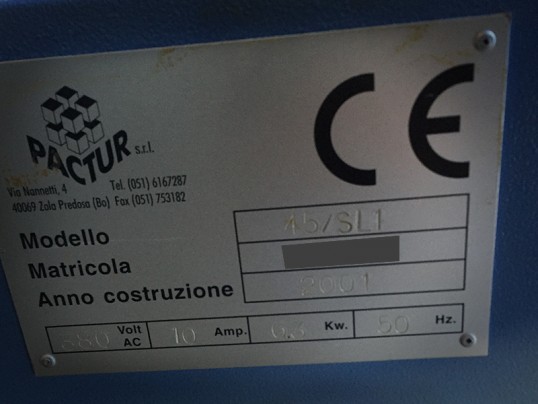 PACTUR s.r.l.
Via Nannetti, 4 Tel. (051) 6167287
40069 Zola Predosa (Bo) Fax (051) 753182
CE
Modello 45/SL1
Matricola
Anno costruzione 2001
380 Volt AC 10 Amp. 0,3 Kw. 50 Hz.